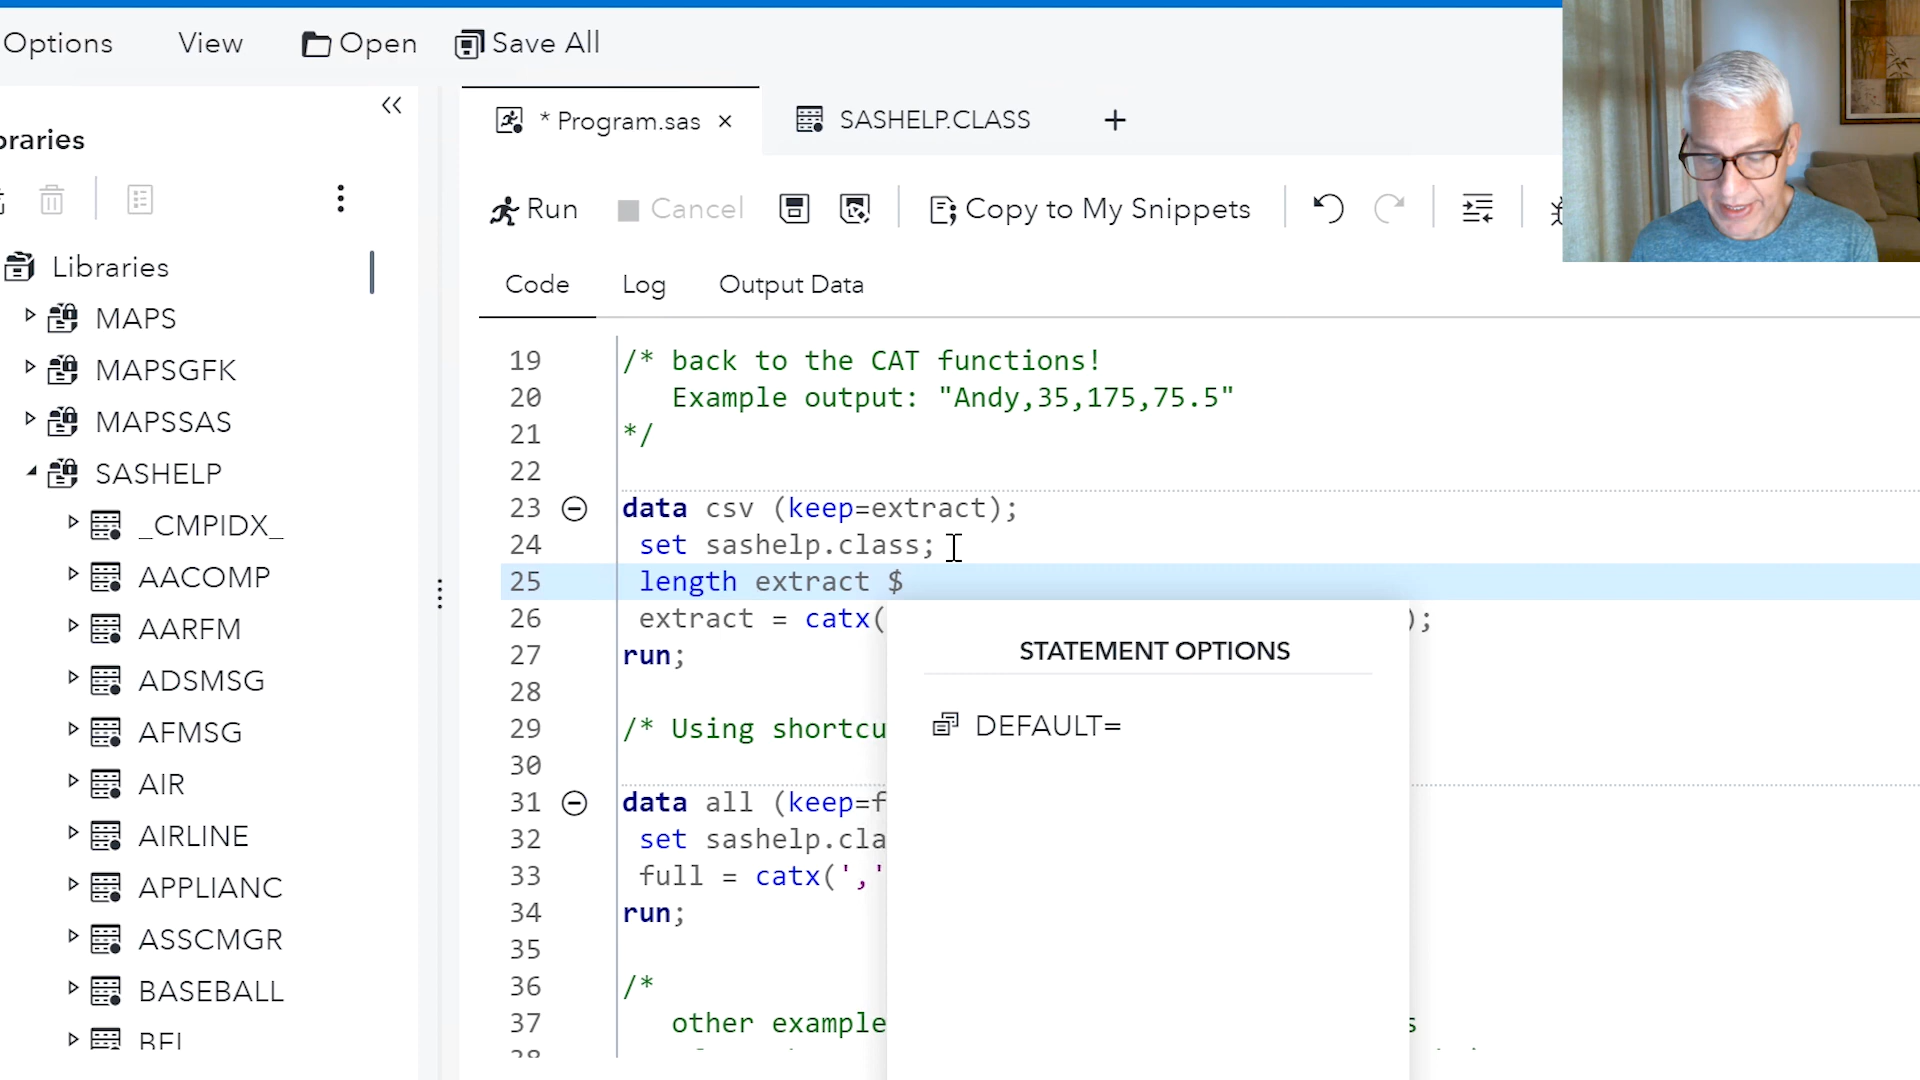 Options View Open Save All
braries
* Program.sas × SASHELP.CLASS +
Run Cancel Copy to My Snippets
Code Log Output Data
Libraries
MAPS
MAPSGFK
MAPSSAS
SASHELP
_CMPIDX_
AACOMP
AARFM
ADSMSG
AFMSG
AIR
AIRLINE
APPLIANC
ASSCMGR
BASEBALL
19 /* back to the CAT functions!
20 Example output: "Andy,35,175,75.5"
21 */
22
23 data csv (keep=extract);
24 set sashelp.class;
25 length extract $
26 extract = catx( );
27 run;
28
29 /* Using shortcu
30
31 data all (keep=f
32 set sashelp.cla
33 full = catx(','
34 run;
35
36 /*
37 other example s
STATEMENT OPTIONS
DEFAULT=